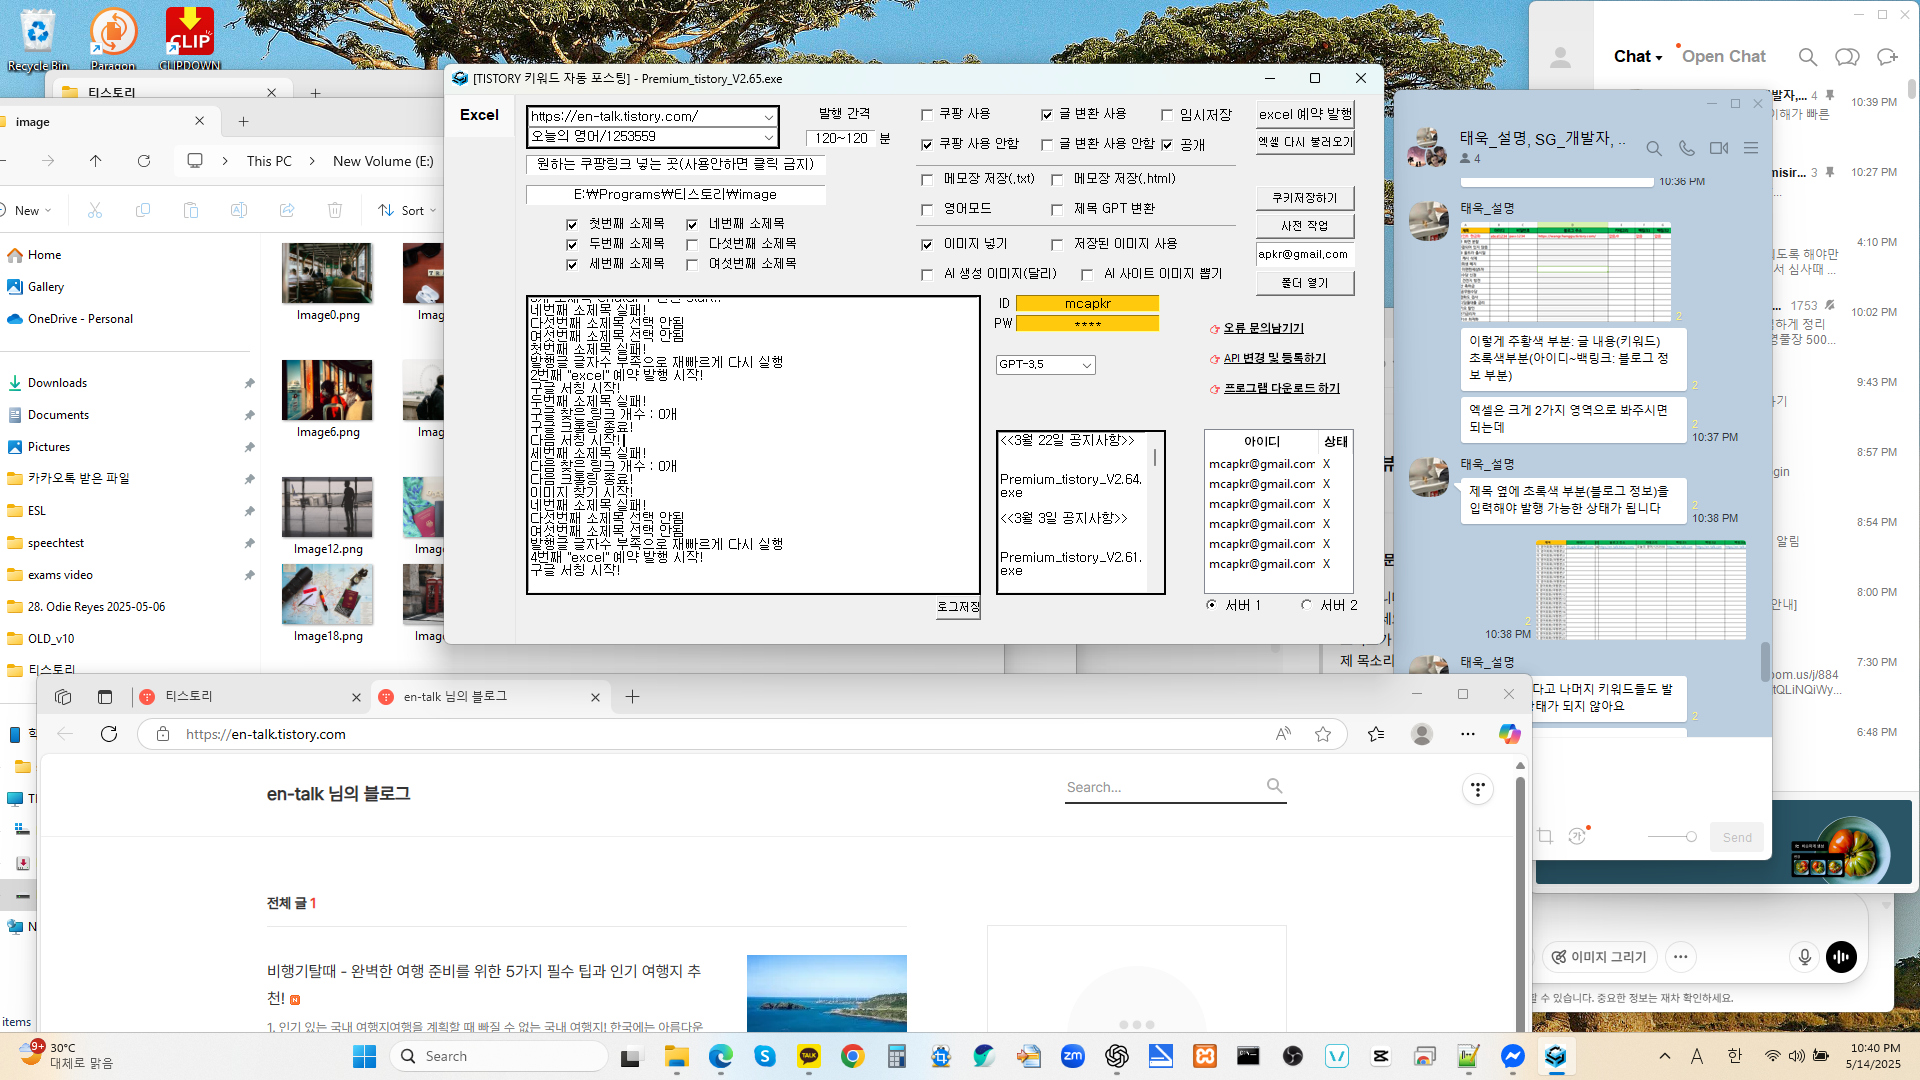 Recycle Bin
Paragon
CLIPDOWN
티스토리
image
This PC
New Volume (E:)
New
Sort
Home
Gallery
OneDrive - Personal
Downloads
Documents
Pictures
카카오톡 받은 파일
ESL
speechtest
exams video
28. Odie Reyes 2025-05-06
OLD_v10
티스토리
Image0.png
Image6.png
Image12.png
Image18.png
items
[TISTORY 키워드 자동 포스팅] - Premium_tistory_V2.65.exe
Excel
https://en-talk.tistory.com/
오늘의 영어/1253559
발행 간격
120~120 분
원하는 쿠팡링크 넣는 곳(사용안하면 클릭 금지)
E:\Programs\티스토리\image
첫번째 소제목
네번째 소제목
두번째 소제목
다섯번째 소제목
세번째 소제목
여섯번째 소제목
쿠팡 사용
글 변환 사용
임시저장
쿠팡 사용 안함
글 변환 사용 안함
공개
메모장 저장(.txt)
메모장 저장(.html)
영어모드
제목 GPT 변환
이미지 넣기
저장된 이미지 사용
AI 생성 이미지(달리)
AI 사이트 이미지 뽑기
excel 예약 발행
엑셀 다시 불러오기
쿠키저장하기
사전 작업
apkr@gmail,com
폴더 열기
네번째 소제목 실패!
다섯번째 소제목 선택 안됨
여섯번째 소제목 선택 안됨
첫번째 소제목 실패!
발행글 글자수 부족으로 재빠르게 다시 실행
2번째 "excel" 예약 발행 시작!
구글 서칭 시작!
두번째 소제목 실패!
구글 찾은 링크 개수 : 0개
구글 크롤링 종료!
다음 서칭 시작!
세번째 소제목 실패!
다음 찾은 링크 개수 : 0개
다음 크롤링 종료!
이미지 찾기 시작!
네번째 소제목 실패!
다섯번째 소제목 선택 안됨
여섯번째 소제목 선택 안됨
발행글 글자수 부족으로 재빠르게 다시 실행
4번째 "excel" 예약 발행 시작!
구글 서칭 시작!
로그저장
ID mcapkr
PW ****
GPT-3,5
오류 문의남기기
API 변경 및 등록하기
프로그램 다운로드 하기
<<3월 22일 공지사항>>
Premium_tistory_V2.64.
exe
<<3월 3일 공지사항>>
Premium_tistory_V2.61.
exe
아이디 상태
mcapkr@gmail.com X
mcapkr@gmail.com X
mcapkr@gmail.com X
mcapkr@gmail.com X
mcapkr@gmail.com X
mcapkr@gmail.com X
서버 1
서버 2
Chat
Open Chat
태욱_설명, SG_개발자, ..
4
10:36 PM
태욱_설명
2
이렇게 주황색 부분: 글 내용(키워드)
초록색부분(아이디~백링크: 블로그 정
보 부분)
2
엑셀은 크게 2가지 영역으로 봐주시면
되는데
2
10:37 PM
태욱_설명
제목 옆에 초록색 부분(블로그 정보)을
입력해야 발행 가능한 상태가 됩니다
2
10:38 PM
2
10:38 PM
태욱_설명
다고 나머지 키워드들도 발
상태가 되지 않아요
2
Send
10:39 PM
10:27 PM
4:10 PM
1753
10:02 PM
9:43 PM
8:57 PM
8:54 PM
8:00 PM
7:30 PM
6:48 PM
티스토리
en-talk 님의 블로그
https://en-talk.tistory.com
en-talk 님의 블로그
Search...
전체 글 1
비행기탈때 - 완벽한 여행 준비를 위한 5가지 필수 팁과 인기 여행지 추
천!
1. 인기 있는 국내 여행지여행을 계획할 때 빠질 수 없는 국내 여행지! 한국에는 아름다운
이미지 그리기
할 수 있습니다. 중요한 정보는 재차 확인하세요.
9+
30°C
대체로 맑음
Search
A
한
10:40 PM
5/14/2025